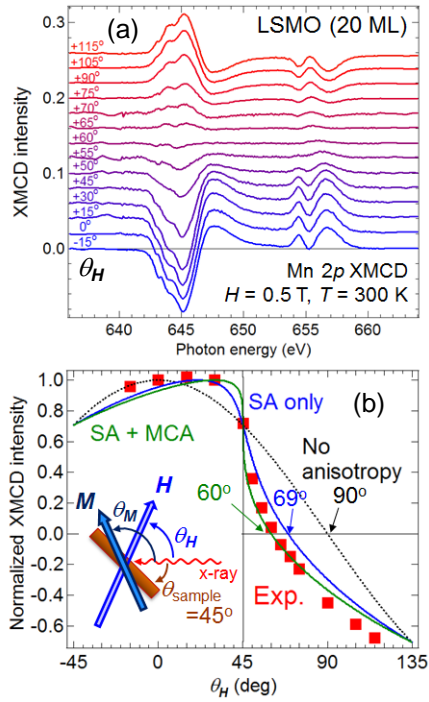 (a)
LSMO (20 ML)
XMCD intensity
0.3
0.2
0.1
0.0
+115°
+105°
+90°
+75°
+70°
+65°
+60°
+55°
+50°
+45°
+30°
+15°
0°
-15°
θH
Mn 2p XMCD
H = 0.5 T, T = 300 K
640 645 650 655 660
Photon energy (eV)
(b)
Normalized XMCD intensity
1.0
0.8
0.6
0.4
0.2
0.0
-0.2
-0.4
-0.6
SA only
SA + MCA
No
anisotropy
90°
60°
69°
M
H
θM
θH
x-ray
θsample
=45°
Exp.
-45 0 45 90 135
θH (deg)